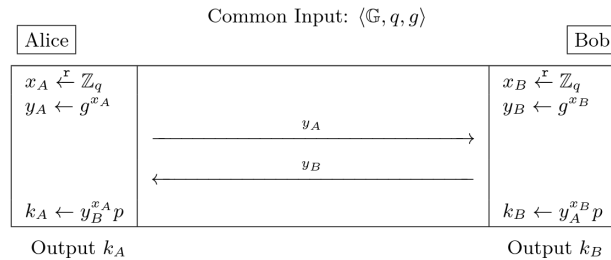 Common Input: ⟨𝔾, q, g⟩
Alice
Bob
x_A ←^r ℤ_q
x_B ←^r ℤ_q
y_A ← g^{x_A}
y_B ← g^{x_B}
y_A
y_B
k_A ← y_B^{x_A} p
k_B ← y_A^{x_B} p
Output k_A
Output k_B